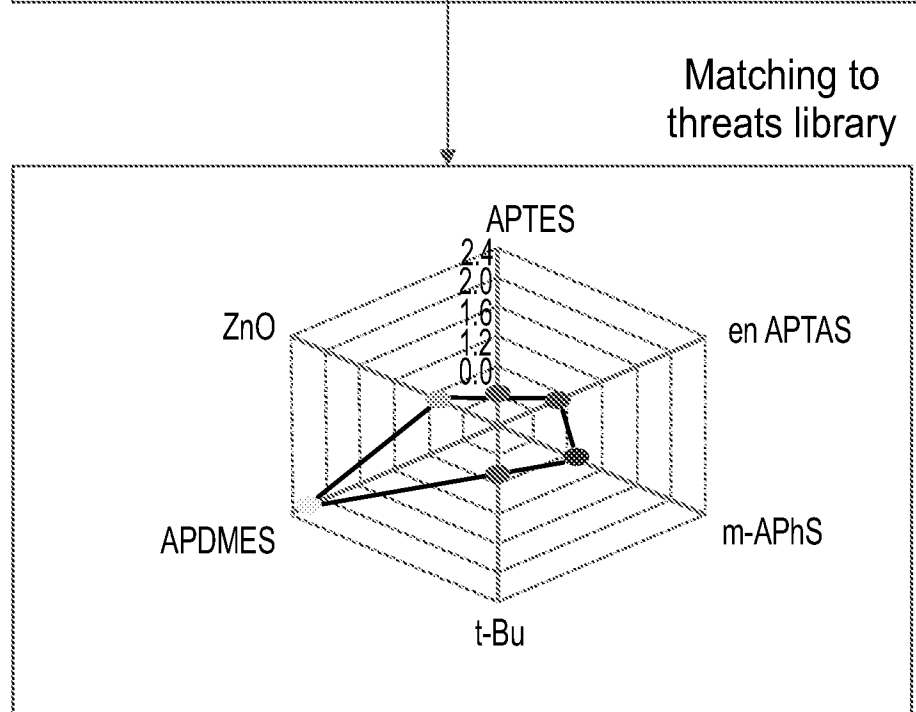 Matching to
threats library
APTES
2.4
2.0
1.6
1.2
0.0
ZnO
en APTAS
APDMES
m-APhS
t-Bu